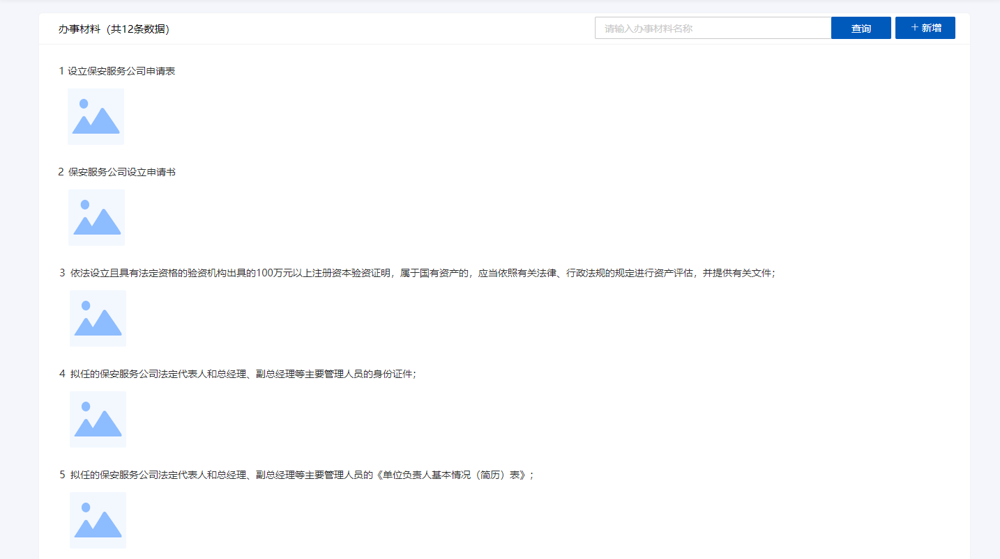 办事材料（共12条数据）
请输入办事材料名称
查询
+ 新增
1 设立保安服务公司申请表
2 保安服务公司设立申请书
3 依法设立且具有法定资格的验资机构出具的100万元以上注册资本验资证明，属于国有资产的，应当依照有关法律、行政法规的规定进行资产评估，并提供有关文件；
4 拟任的保安服务公司法定代表人和总经理、副总经理等主要管理人员的身份证件；
5 拟任的保安服务公司法定代表人和总经理、副总经理等主要管理人员的《单位负责人基本情况（简历）表》；